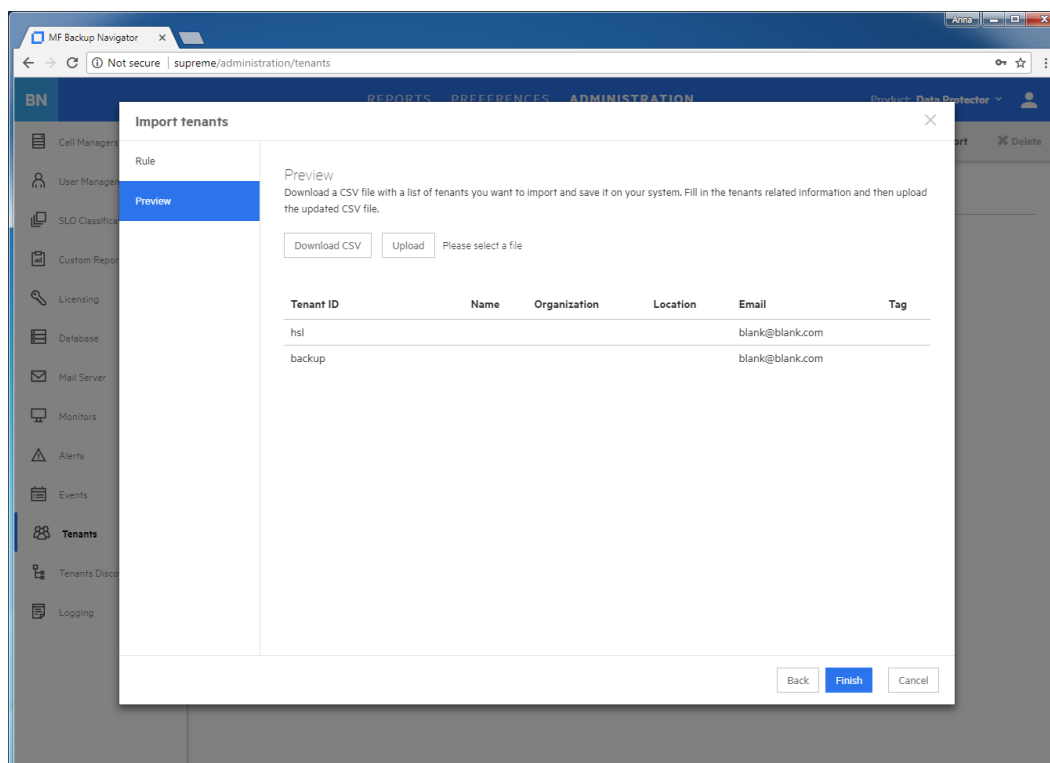 Anna
MF Backup Navigator
Not secure | supreme/administration/tenants
BN
REPORTS PREFERENCES ADMINISTRATION
Product: Data Protector
Import tenants
Delete
Cell Managers
Rule
User Manage
Preview
SLO Classifica
Custom Repor
Licensing
Database
Mail Server
Monitors
Alerts
Events
Tenants
Tenants Disco
Logging
Preview
Download a CSV file with a list of tenants you want to import and save it on your system. Fill in the tenants related information and then upload
the updated CSV file.
Download CSV Upload Please select a file
Tenant ID Name Organization Location Email Tag
hsl blank@blank.com
backup blank@blank.com
Back Finish Cancel